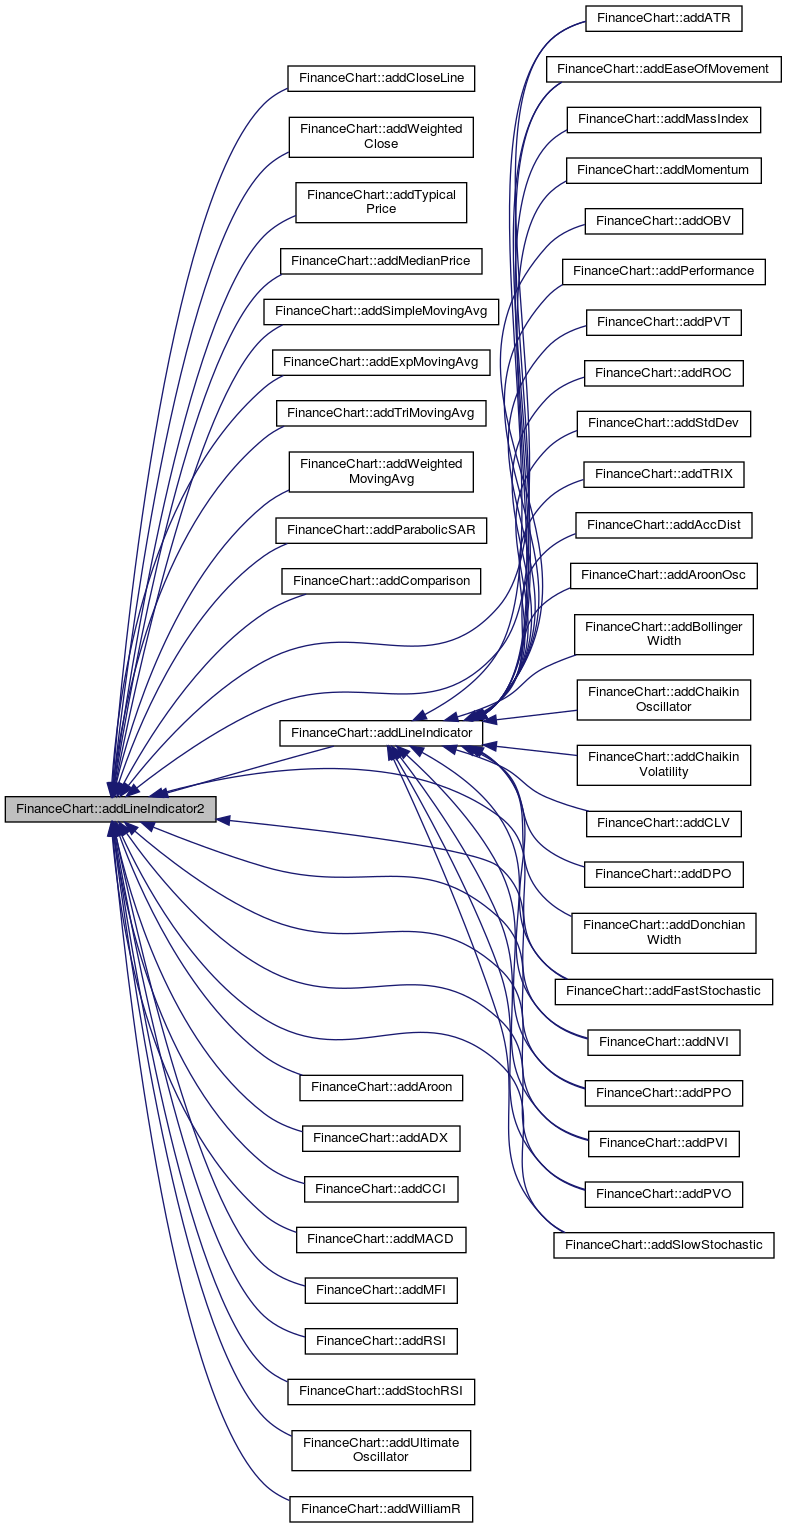 FinanceChart::addLineIndicator2
FinanceChart::addCloseLine
FinanceChart::addWeighted
Close
FinanceChart::addTypical
Price
FinanceChart::addMedianPrice
FinanceChart::addSimpleMovingAvg
FinanceChart::addExpMovingAvg
FinanceChart::addTriMovingAvg
FinanceChart::addWeighted
MovingAvg
FinanceChart::addParabolicSAR
FinanceChart::addComparison
FinanceChart::addLineIndicator
FinanceChart::addAroon
FinanceChart::addADX
FinanceChart::addCCI
FinanceChart::addMACD
FinanceChart::addMFI
FinanceChart::addRSI
FinanceChart::addStochRSI
FinanceChart::addUltimate
Oscillator
FinanceChart::addWilliamR
FinanceChart::addATR
FinanceChart::addEaseOfMovement
FinanceChart::addMassIndex
FinanceChart::addMomentum
FinanceChart::addOBV
FinanceChart::addPerformance
FinanceChart::addPVT
FinanceChart::addROC
FinanceChart::addStdDev
FinanceChart::addTRIX
FinanceChart::addAccDist
FinanceChart::addAroonOsc
FinanceChart::addBollinger
Width
FinanceChart::addChaikin
Oscillator
FinanceChart::addChaikin
Volatility
FinanceChart::addCLV
FinanceChart::addDPO
FinanceChart::addDonchian
Width
FinanceChart::addFastStochastic
FinanceChart::addNVI
FinanceChart::addPPO
FinanceChart::addPVI
FinanceChart::addPVO
FinanceChart::addSlowStochastic